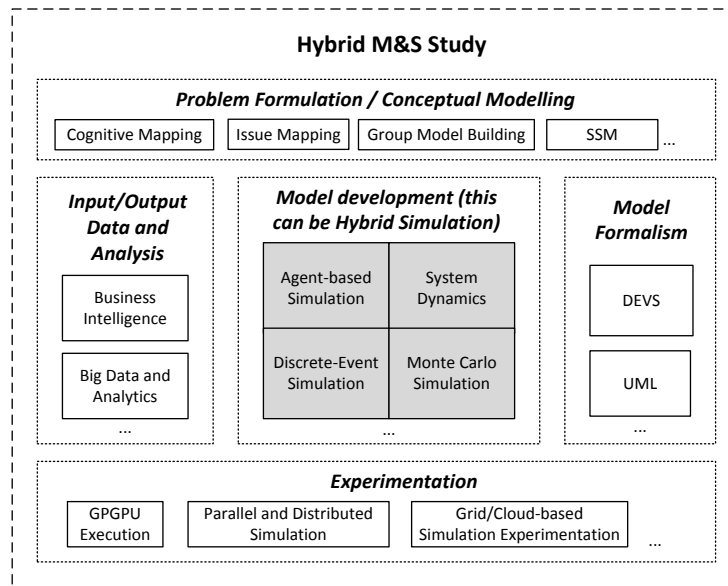 Hybrid M&S Study
Problem Formulation / Conceptual Modelling
Cognitive Mapping
Issue Mapping
Group Model Building
SSM
...
Input/Output
Data and
Analysis
Business
Intelligence
Big Data and
Analytics
...
Model development (this
can be Hybrid Simulation)
Agent-based
Simulation
System
Dynamics
Discrete-Event
Simulation
Monte Carlo
Simulation
...
Model
Formalism
DEVS
UML
...
Experimentation
GPGPU
Execution
Parallel and Distributed
Simulation
Grid/Cloud-based
Simulation Experimentation
...